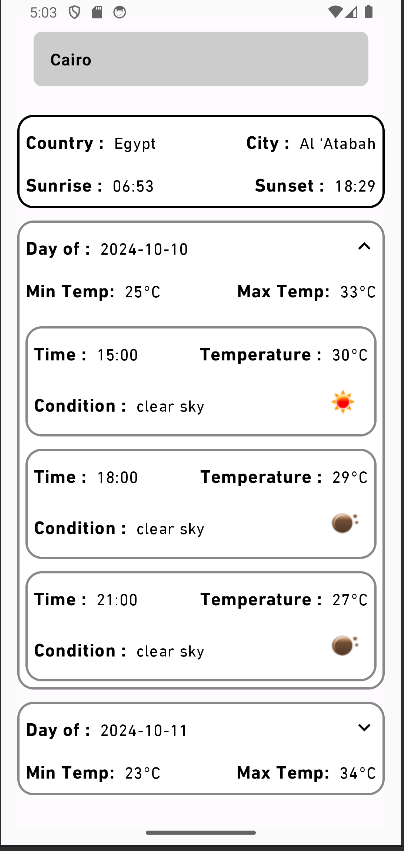 5:03
Cairo
Country : Egypt City : Al 'Atabah
Sunrise : 06:53 Sunset : 18:29
Day of : 2024-10-10
Min Temp: 25°C Max Temp: 33°C
Time : 15:00 Temperature : 30°C
Condition : clear sky
Time : 18:00 Temperature : 29°C
Condition : clear sky
Time : 21:00 Temperature : 27°C
Condition : clear sky
Day of : 2024-10-11
Min Temp: 23°C Max Temp: 34°C